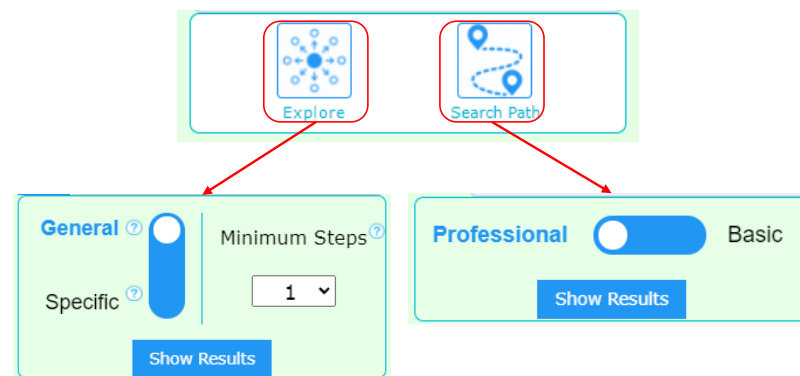 Explore
Search Path
General ?
Specific ?
Minimum Steps ?
1
Show Results
Professional
Basic
Show Results